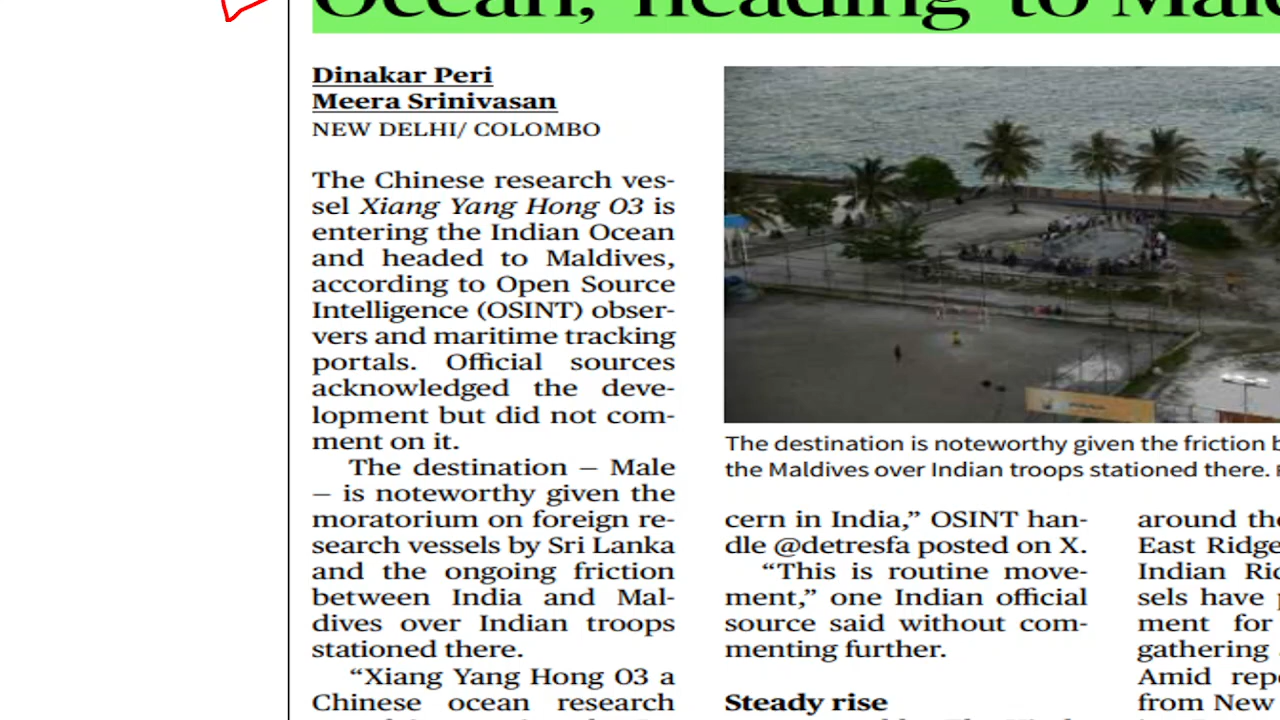 Ocean, heading to
Dinakar Peri
Meera Srinivasan
NEW DELHI/ COLOMBO
The Chinese research ves-
sel Xiang Yang Hong 03 is
entering the Indian Ocean
and headed to Maldives,
according to Open Source
Intelligence (OSINT) obser-
vers and maritime tracking
portals. Official sources
acknowledged the deve-
lopment but did not com-
ment on it.
The destination – Male
– is noteworthy given the
moratorium on foreign re-
search vessels by Sri Lanka
and the ongoing friction
between India and Mal-
dives over Indian troops
stationed there.
“Xiang Yang Hong 03 a
Chinese ocean research
The destination is noteworthy given the friction
the Maldives over Indian troops stationed there.
cern in India,” OSINT han-
dle @detresfa posted on X.
“This is routine move-
ment,” one Indian official
source said without com-
menting further.
Steady rise
around the
East Ridge
Indian
sels have
ment for
gathering
Amid
from New